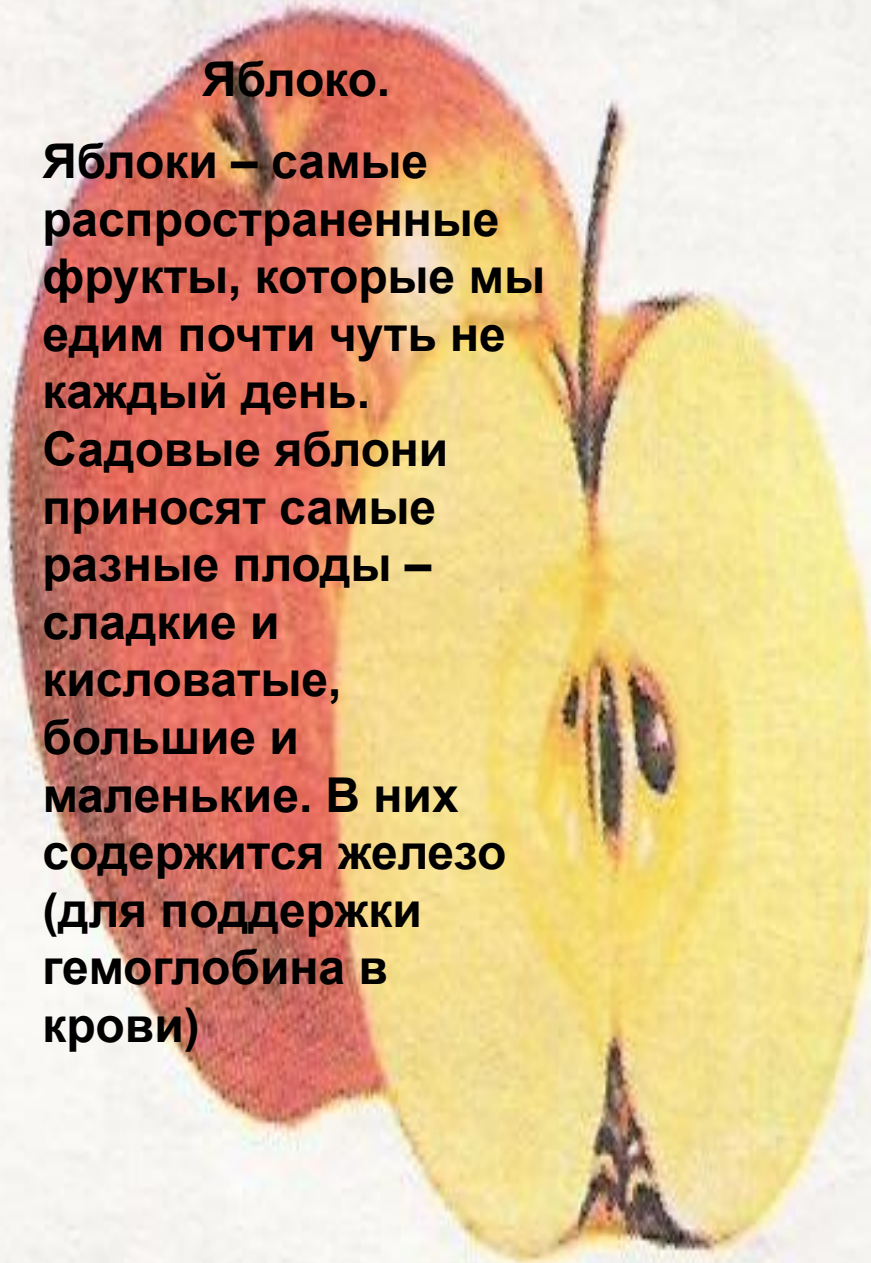 Яблоко.
Яблоки – самые
распространенные
фрукты, которые мы
едим почти чуть не
каждый день.
Садовые яблони
приносят самые
разные плоды –
сладкие и
кисловатые,
большие и
маленькие. В них
содержится железо
(для поддержки
гемоглобина в
крови)